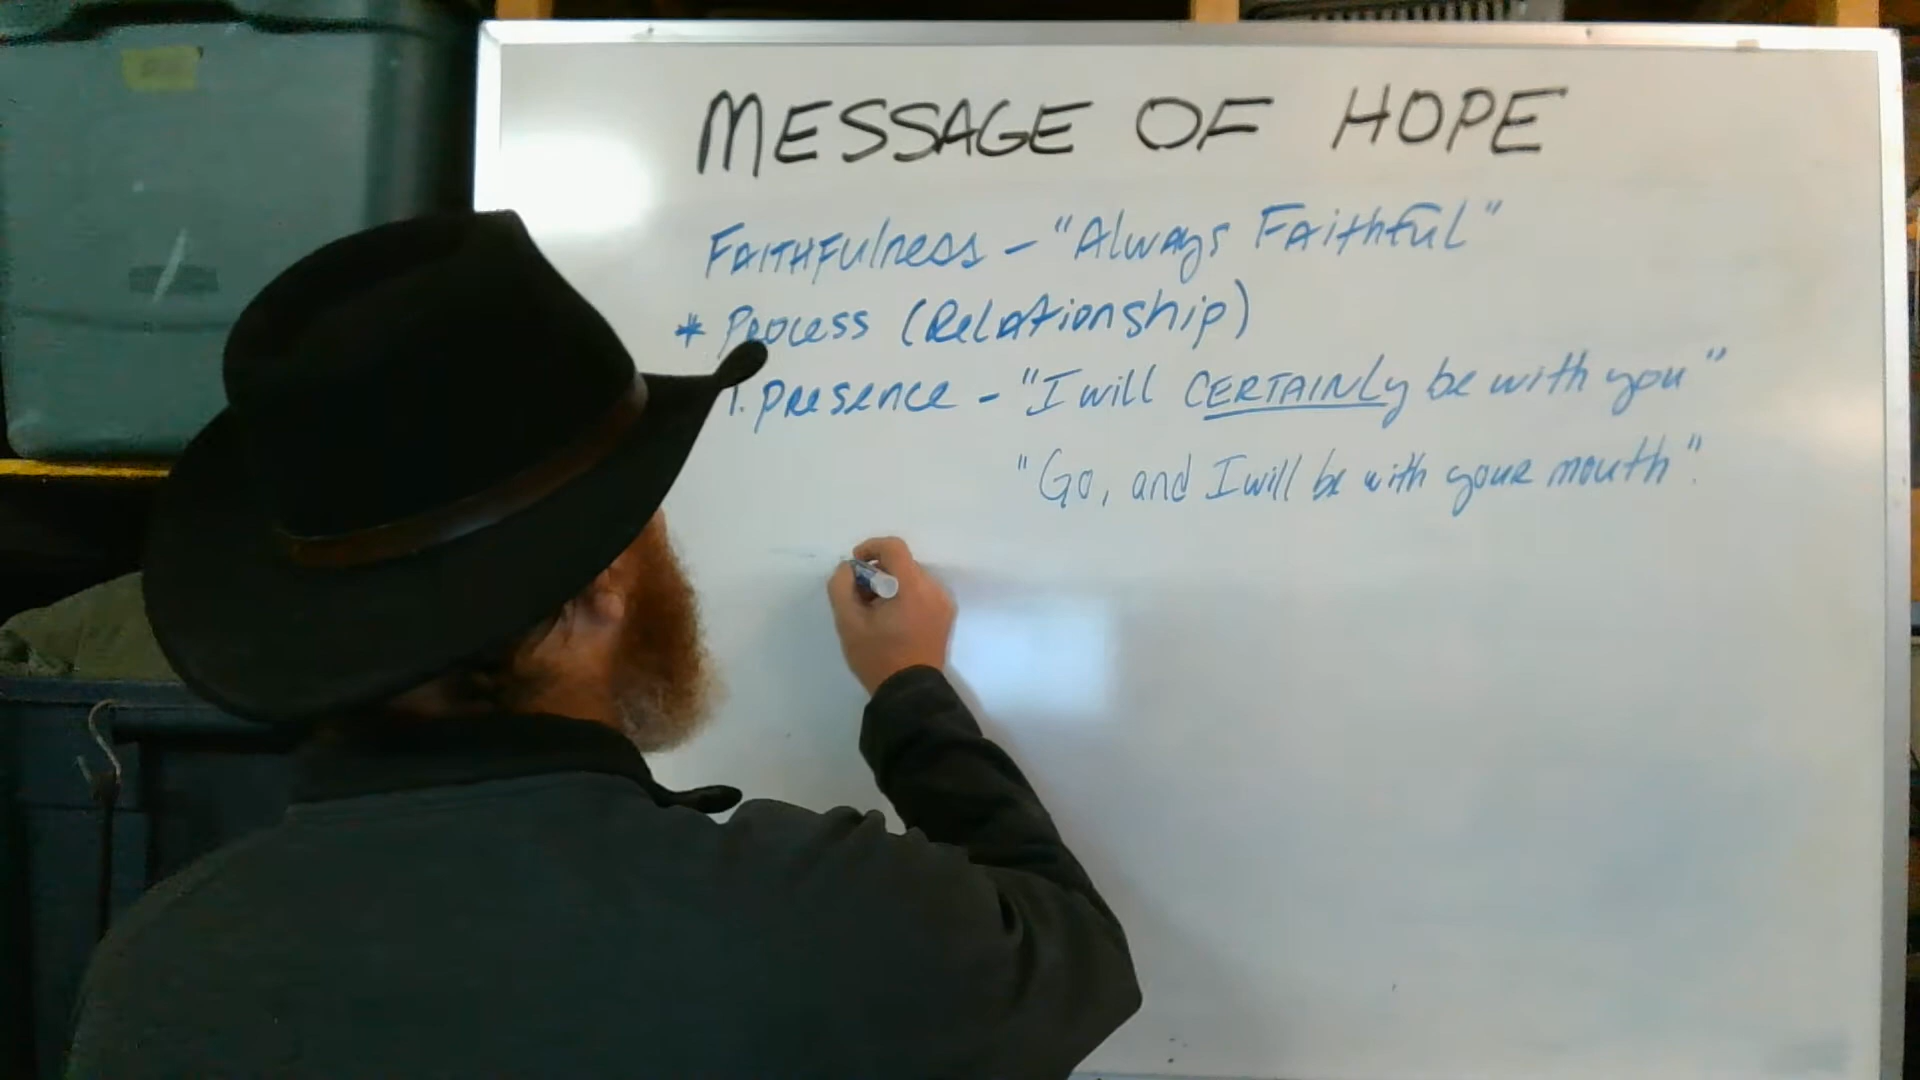 MESSAGE OF HOPE
FAITHFulness - "Always FAithful"
* Process (RelAtionship)
1. Presence - "I will CERTAINLy be with you"
"Go, and I will be with your mouth".